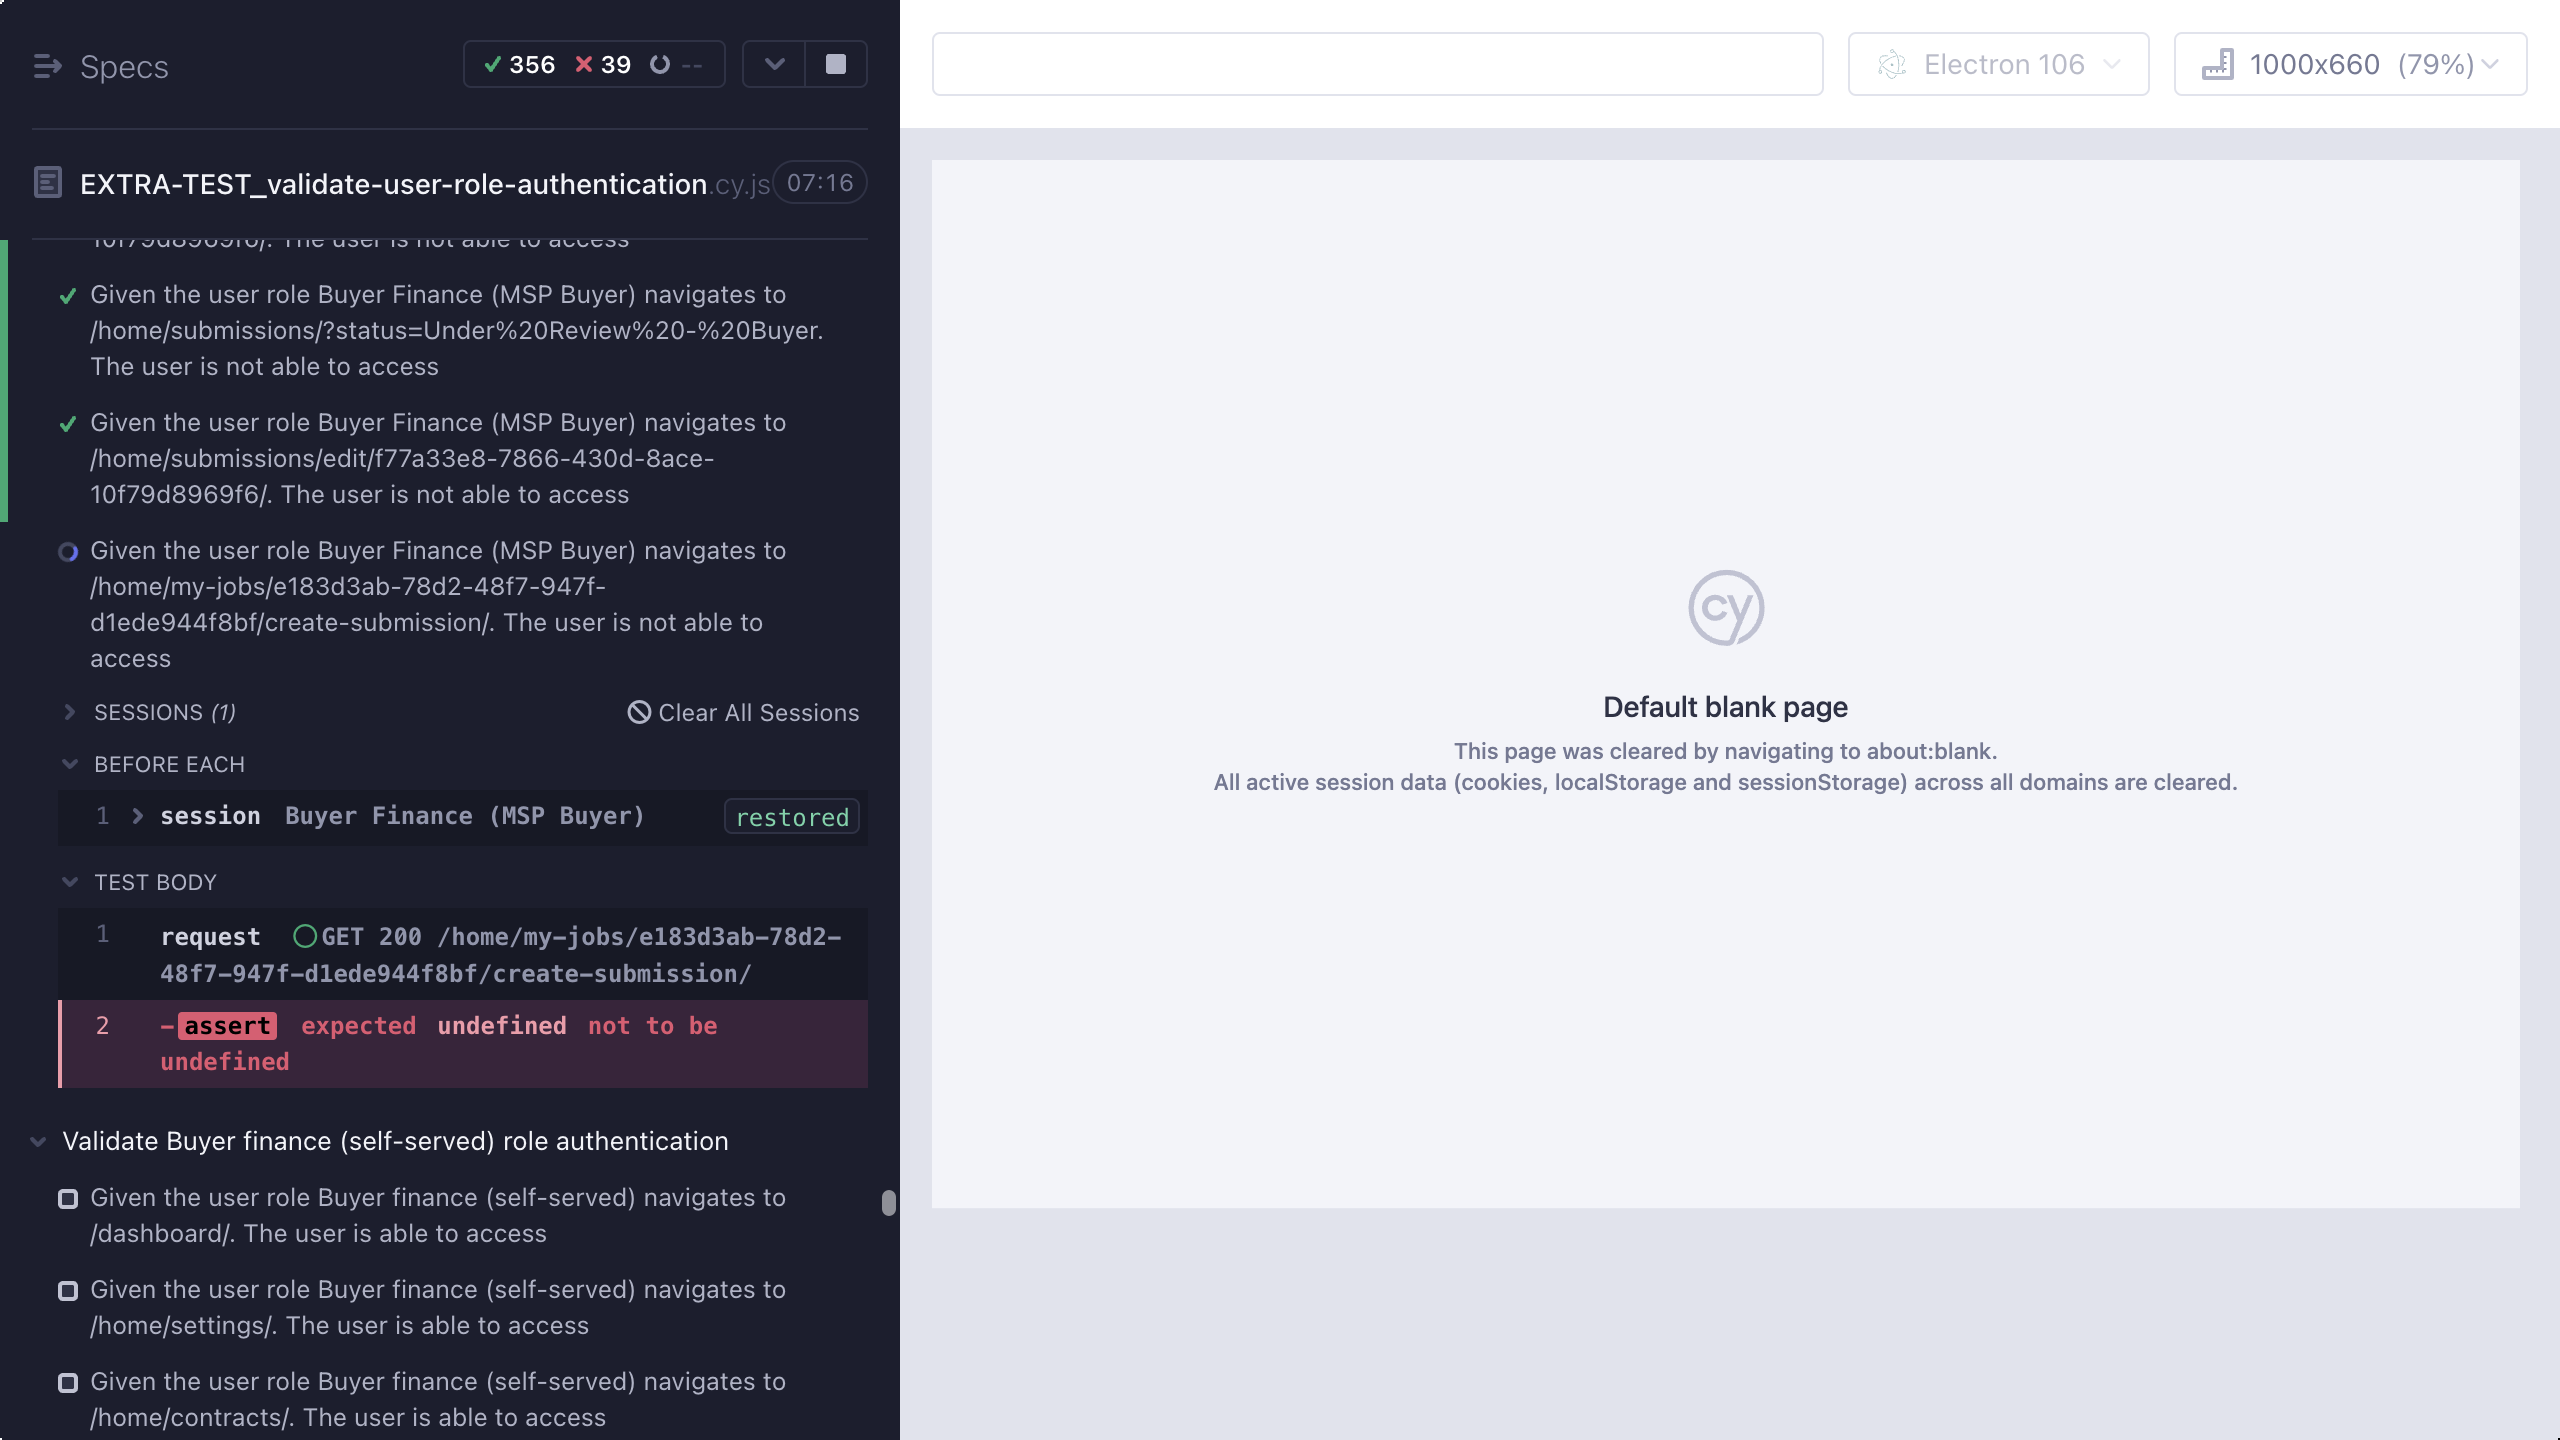 Specs
356 39 --
EXTRA-TEST_validate-user-role-authentication.cy.js 07:16
10f79d8969f6/. The user is not able to access
Given the user role Buyer Finance (MSP Buyer) navigates to
/home/submissions/?status=Under%20Review%20-%20Buyer.
The user is not able to access
Given the user role Buyer Finance (MSP Buyer) navigates to
/home/submissions/edit/f77a33e8-7866-430d-8ace-
10f79d8969f6/. The user is not able to access
Given the user role Buyer Finance (MSP Buyer) navigates to
/home/my-jobs/e183d3ab-78d2-48f7-947f-
d1ede944f8bf/create-submission/. The user is not able to
access
SESSIONS (1) Clear All Sessions
BEFORE EACH
1 session Buyer Finance (MSP Buyer) restored
TEST BODY
1 request GET 200 /home/my-jobs/e183d3ab-78d2-
48f7-947f-d1ede944f8bf/create-submission/
2 -assert expected undefined not to be
undefined
Validate Buyer finance (self-served) role authentication
Given the user role Buyer finance (self-served) navigates to
/dashboard/. The user is able to access
Given the user role Buyer finance (self-served) navigates to
/home/settings/. The user is able to access
Given the user role Buyer finance (self-served) navigates to
/home/contracts/. The user is able to access
Electron 106
1000x660 (79%)
cy
Default blank page
This page was cleared by navigating to about:blank.
All active session data (cookies, localStorage and sessionStorage) across all domains are cleared.